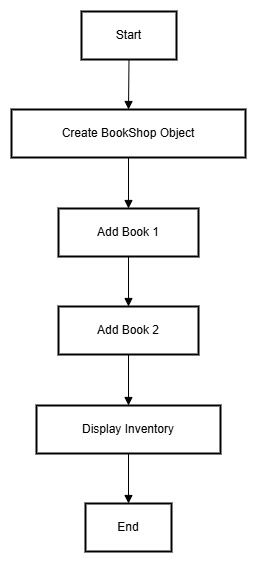 Start
Create BookShop Object
Add Book 1
Add Book 2
Display Inventory
End